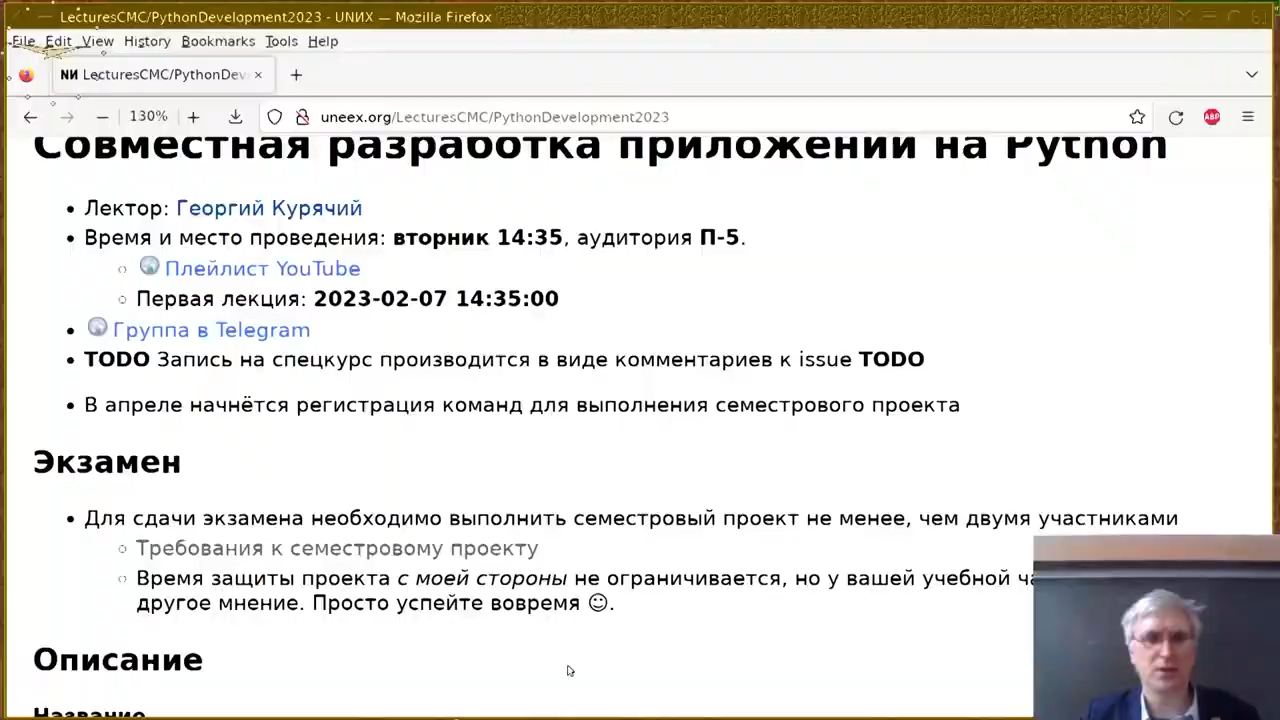 LecturesCMC/PythonDevelopment2023 - UNИX — Mozilla Firefox
File Edit View History Bookmarks Tools Help
NИ LecturesCMC/PythonDev
130%
uneex.org/LecturesCMC/PythonDevelopment2023
ABP
Совместная разработка приложений на Python
Лектор: Георгий Курячий
Время и место проведения: вторник 14:35, аудитория П-5.
Плейлист YouTube
Первая лекция: 2023-02-07 14:35:00
Группа в Telegram
TODO Запись на спецкурс производится в виде комментариев к issue TODO
В апреле начнётся регистрация команд для выполнения семестрового проекта
Экзамен
Для сдачи экзамена необходимо выполнить семестровый проект не менее, чем двумя участниками
Требования к семестровому проекту
Время защиты проекта с моей стороны не ограничивается, но у вашей учебной ч
другое мнение. Просто успейте вовремя ☺.
Описание
Название